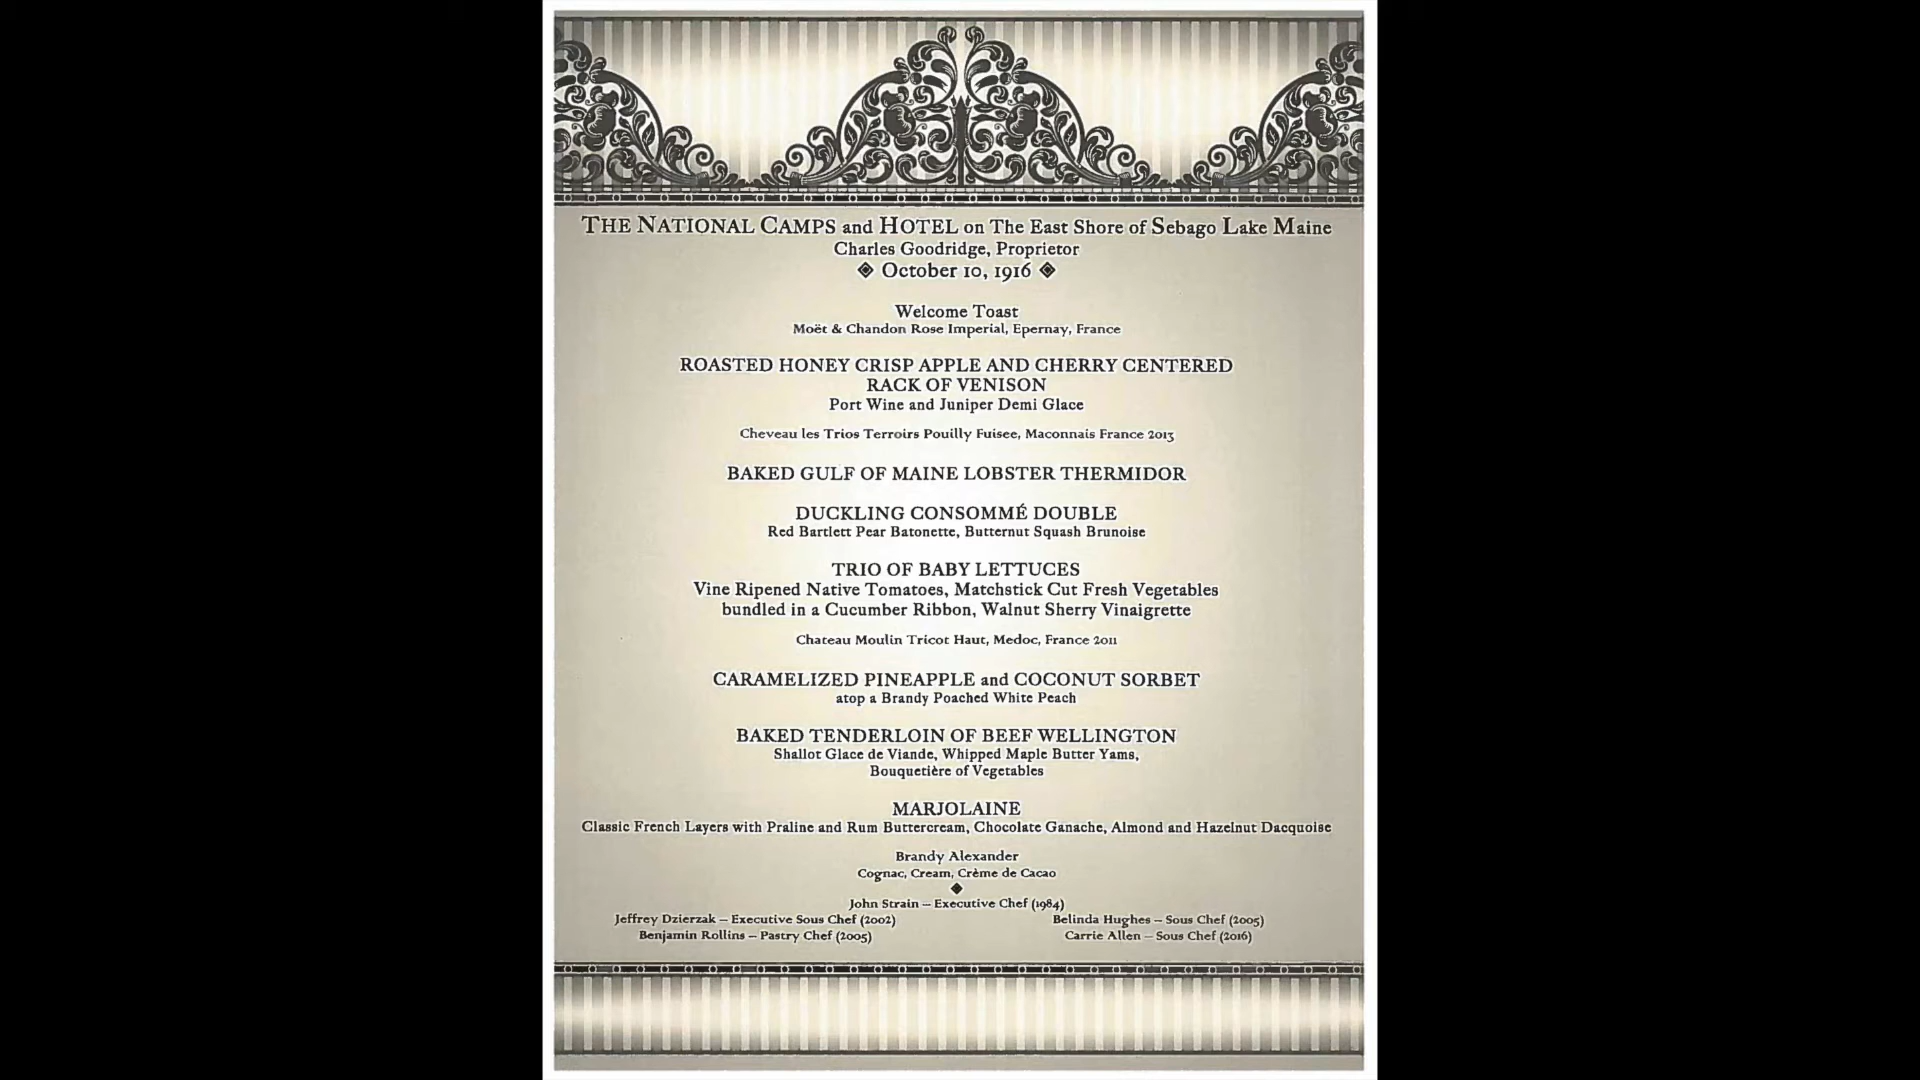 THE NATIONAL CAMPS and HOTEL on The East Shore of Sebago Lake Maine
Charles Goodridge, Proprietor
◈ October 10, 1916 ◈
Welcome Toast
Moët & Chandon Rose Imperial, Epernay, France
ROASTED HONEY CRISP APPLE AND CHERRY CENTERED
RACK OF VENISON
Port Wine and Juniper Demi Glace
Cheveau les Trios Terroirs Pouilly Fuisee, Maconnais France 2013
BAKED GULF OF MAINE LOBSTER THERMIDOR
DUCKLING CONSOMMÉ DOUBLE
Red Bartlett Pear Batonette, Butternut Squash Brunoise
TRIO OF BABY LETTUCES
Vine Ripened Native Tomatoes, Matchstick Cut Fresh Vegetables
bundled in a Cucumber Ribbon, Walnut Sherry Vinaigrette
Chateau Moulin Tricot Haut, Medoc, France 2011
CARAMELIZED PINEAPPLE and COCONUT SORBET
atop a Brandy Poached White Peach
BAKED TENDERLOIN OF BEEF WELLINGTON
Shallot Glace de Viande, Whipped Maple Butter Yams,
Bouquetière of Vegetables
MARJOLAINE
Classic French Layers with Praline and Rum Buttercream, Chocolate Ganache, Almond and Hazelnut Dacquoise
Brandy Alexander
Cognac, Cream, Crème de Cacao
◆
John Strain – Executive Chef (1984)
Jeffrey Dzierzak – Executive Sous Chef (2002) Belinda Hughes – Sous Chef (2005)
Benjamin Rollins – Pastry Chef (2005) Carrie Allen – Sous Chef (2016)